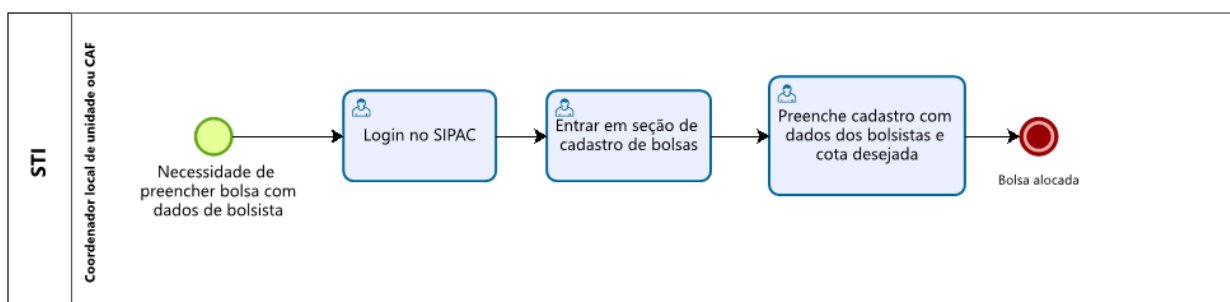 STI
Coordenador local de unidade ou CAF
Necessidade de
preencher bolsa com
dados de bolsista
Login no SIPAC
Entrar em seção de
cadastro de bolsas
Preenche cadastro com
dados dos bolsistas e
cota desejada
Bolsa alocada